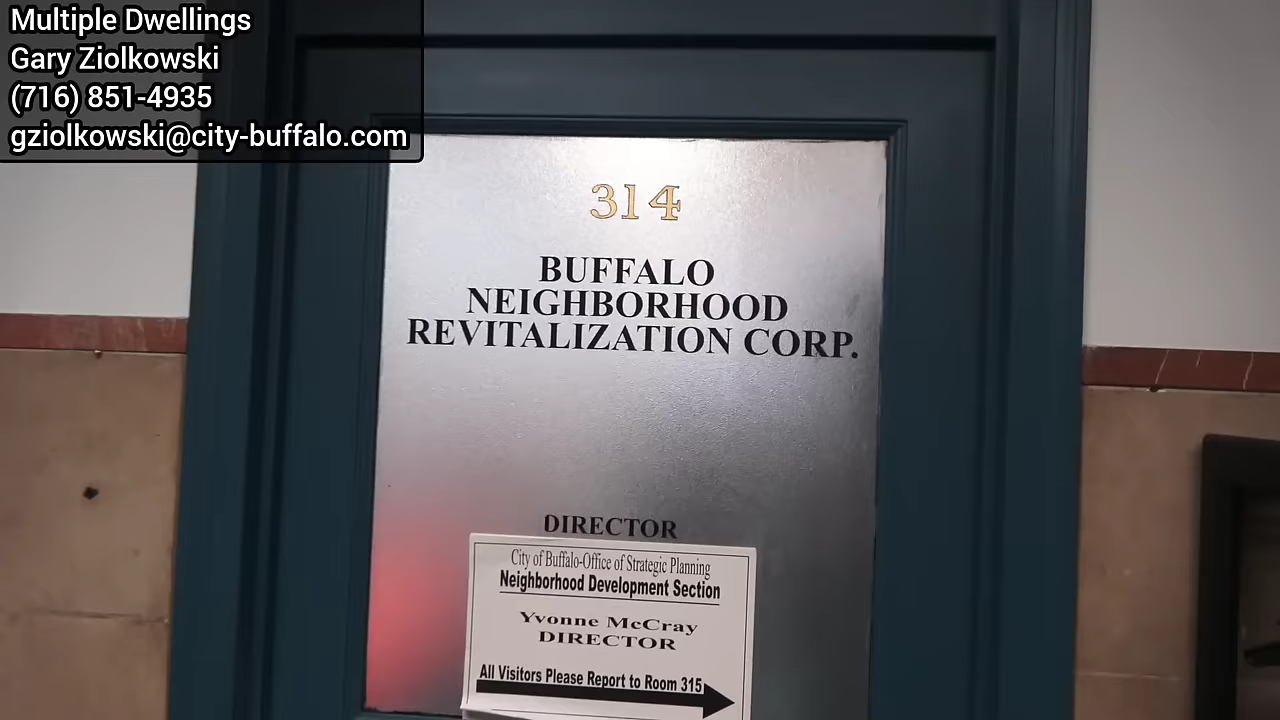 Multiple Dwellings
Gary Ziolkowski
(716) 851-4935
gziolkowski@city-buffalo.com
314
BUFFALO
NEIGHBORHOOD
REVITALIZATION CORP.
DIRECTOR
City of Buffalo-Office of Strategic Planning
Neighborhood Development Section
Yvonne McCray
DIRECTOR
All Visitors Please Report to Room 315